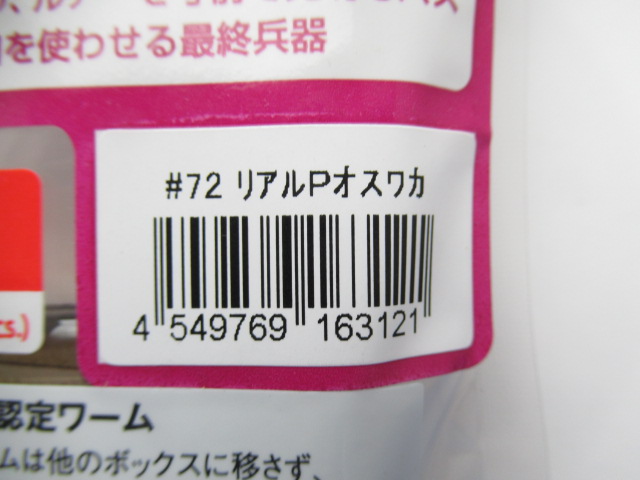 を使わせる最終兵器
#72 リアルPオスワカ
4 549769 163121
rs.)
認定ワーム
ムは他のボックスに移さず、